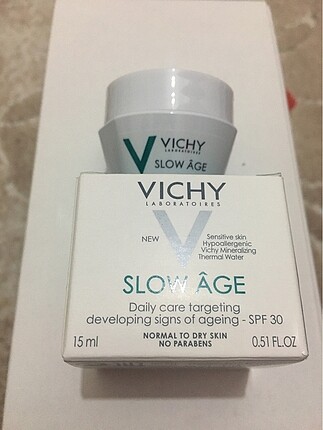 VICHY
LABORATOIRES
SLOW ÂGE
VICHY
LABORATOIRES
NEW
Sensitive skin
Hypoallergenic
Vichy Mineralizing
Thermal Water
SLOW ÂGE
Daily care targeting
developing signs of ageing - SPF 30
15 ml
NORMAL TO DRY SKIN
NO PARABENS
0.51 FL.OZ